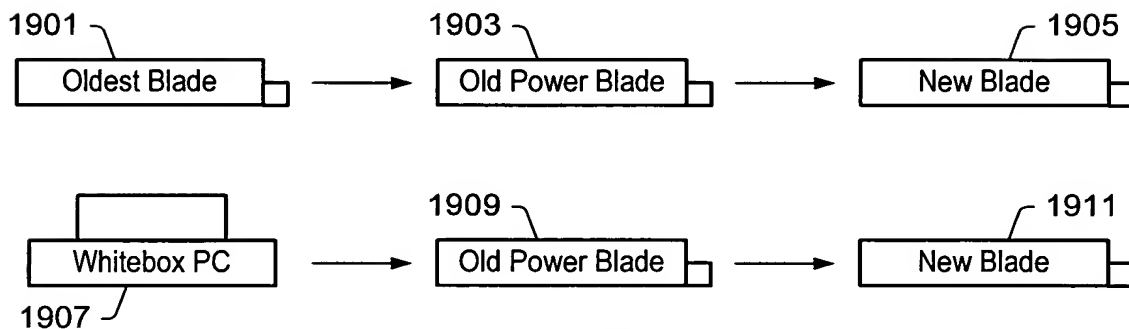 1901
1903
1905
Oldest Blade
Old Power Blade
New Blade
1909
1911
Whitebox PC
Old Power Blade
New Blade
1907